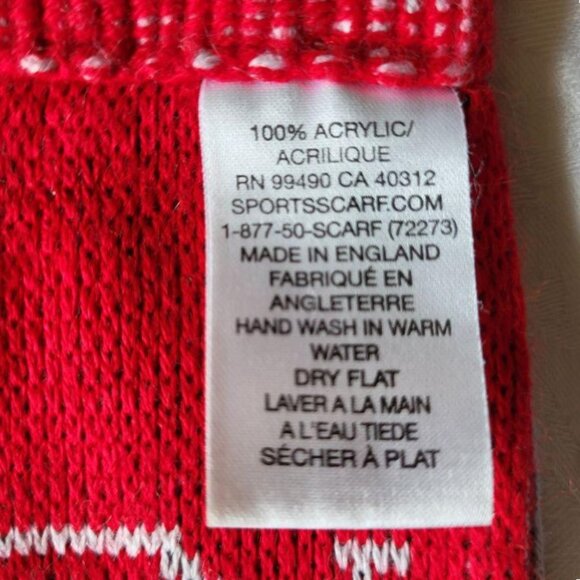 100% ACRYLIC/
ACRILIQUE
RN 99490 CA 40312
SPORTSSCARF.COM
1-877-50-SCARF (72273)
MADE IN ENGLAND
FABRIQUÉ EN
ANGLETERRE
HAND WASH IN WARM
WATER
DRY FLAT
LAVER A LA MAIN
A L'EAU TIEDE
SÉCHER À PLAT